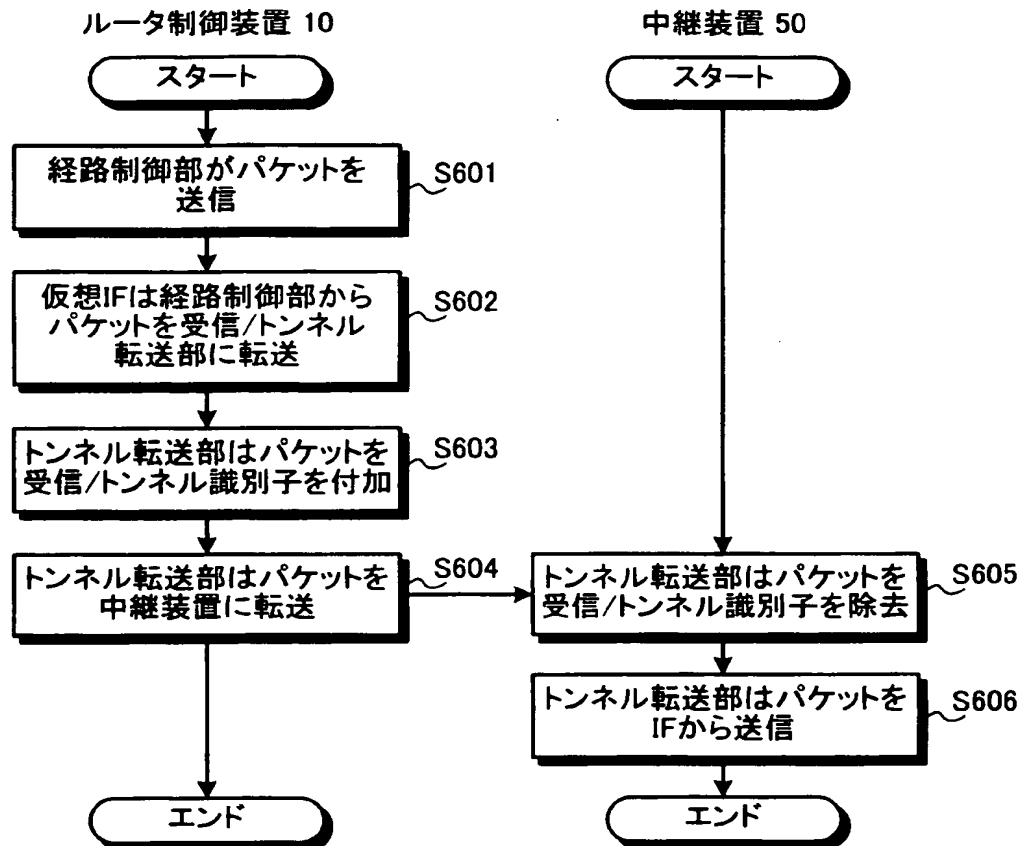 ルータ制御装置 10
スタート
経路制御部がパケットを
送信
S601
仮想IFは経路制御部から
パケットを受信/トンネル
転送部に転送
S602
トンネル転送部はパケットを
受信/トンネル識別子を付加
S603
トンネル転送部はパケットを
中継装置に転送
S604
エンド
中継装置 50
スタート
トンネル転送部はパケットを
受信/トンネル識別子を除去
S605
トンネル転送部はパケットを
IFから送信
S606
エンド